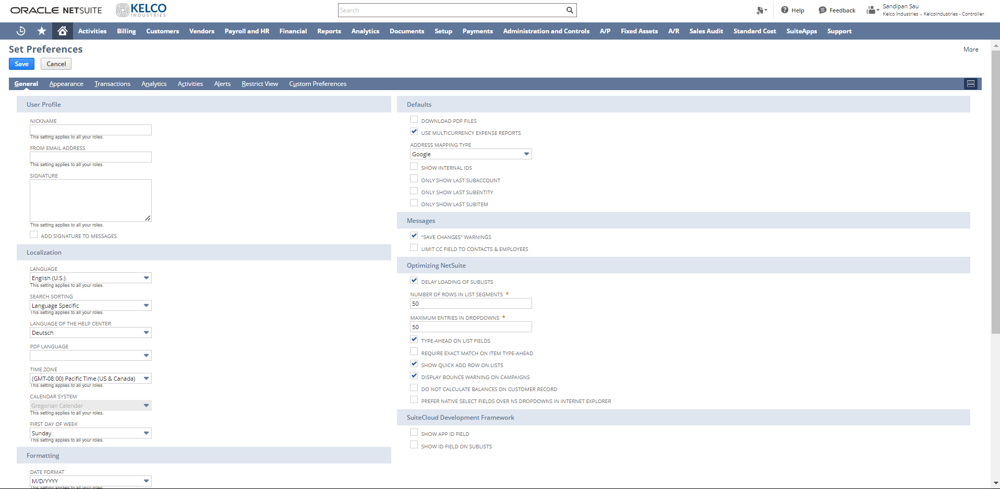 ORACLE NETSUITE
KELCO
INDUSTRIES
Search
Help
Feedback
Sandipan Sau
Kelco Industries - KelcoIndustries - Controller
Activities Billing Customers Vendors Payroll and HR Financial Reports Analytics Documents Setup Payments Administration and Controls A/P Fixed Assets A/R Sales Audit Standard Cost SuiteApps Support
Set Preferences
More
Save
Cancel
General Appearance Transactions Analytics Activities Alerts Restrict View Custom Preferences
User Profile
NICKNAME
This setting applies to all your roles.
FROM EMAIL ADDRESS
This setting applies to all your roles.
SIGNATURE
This setting applies to all your roles.
ADD SIGNATURE TO MESSAGES
Localization
LANGUAGE
English (U.S.)
This setting applies to all your roles.
SEARCH SORTING
Language Specific
This setting applies to all your roles.
LANGUAGE OF THE HELP CENTER
Deutsch
PDF LANGUAGE
TIME ZONE
(GMT-08:00) Pacific Time (US & Canada)
This setting applies to all your roles.
CALENDAR SYSTEM
Gregorian Calendar
This setting applies to all your roles.
FIRST DAY OF WEEK
Sunday
This setting applies to all your roles.
Formatting
DATE FORMAT
M/D/YYYY
This setting applies to all your roles.
Defaults
DOWNLOAD PDF FILES
USE MULTICURRENCY EXPENSE REPORTS
ADDRESS MAPPING TYPE
Google
SHOW INTERNAL IDS
ONLY SHOW LAST SUBACCOUNT
ONLY SHOW LAST SUBENTITY
ONLY SHOW LAST SUBITEM
Messages
"SAVE CHANGES" WARNINGS
LIMIT CC FIELD TO CONTACTS & EMPLOYEES
Optimizing NetSuite
DELAY LOADING OF SUBLISTS
NUMBER OF ROWS IN LIST SEGMENTS *
50
MAXIMUM ENTRIES IN DROPDOWNS *
50
TYPE-AHEAD ON LIST FIELDS
REQUIRE EXACT MATCH ON ITEM TYPE-AHEAD
SHOW QUICK ADD ROW ON LISTS
DISPLAY BOUNCE WARNING ON CAMPAIGNS
DO NOT CALCULATE BALANCES ON CUSTOMER RECORD
PREFER NATIVE SELECT FIELDS OVER NS DROPDOWNS IN INTERNET EXPLORER
SuiteCloud Development Framework
SHOW APP ID FIELD
SHOW ID FIELD ON SUBLISTS